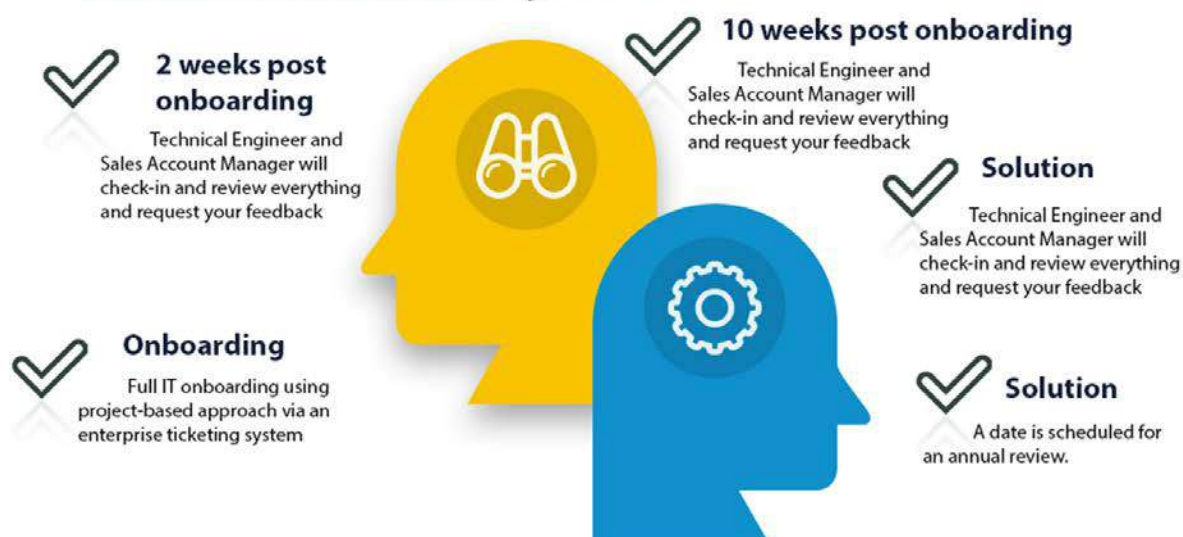 2 weeks post
onboarding
Technical Engineer and
Sales Account Manager will
check-in and review everything
and request your feedback
Onboarding
Full IT onboarding using
project-based approach via an
enterprise ticketing system
10 weeks post onboarding
Technical Engineer and
Sales Account Manager will
check-in and review everything
and request your feedback
Solution
Technical Engineer and
Sales Account Manager will
check-in and review everything
and request your feedback
Solution
A date is scheduled for
an annual review.